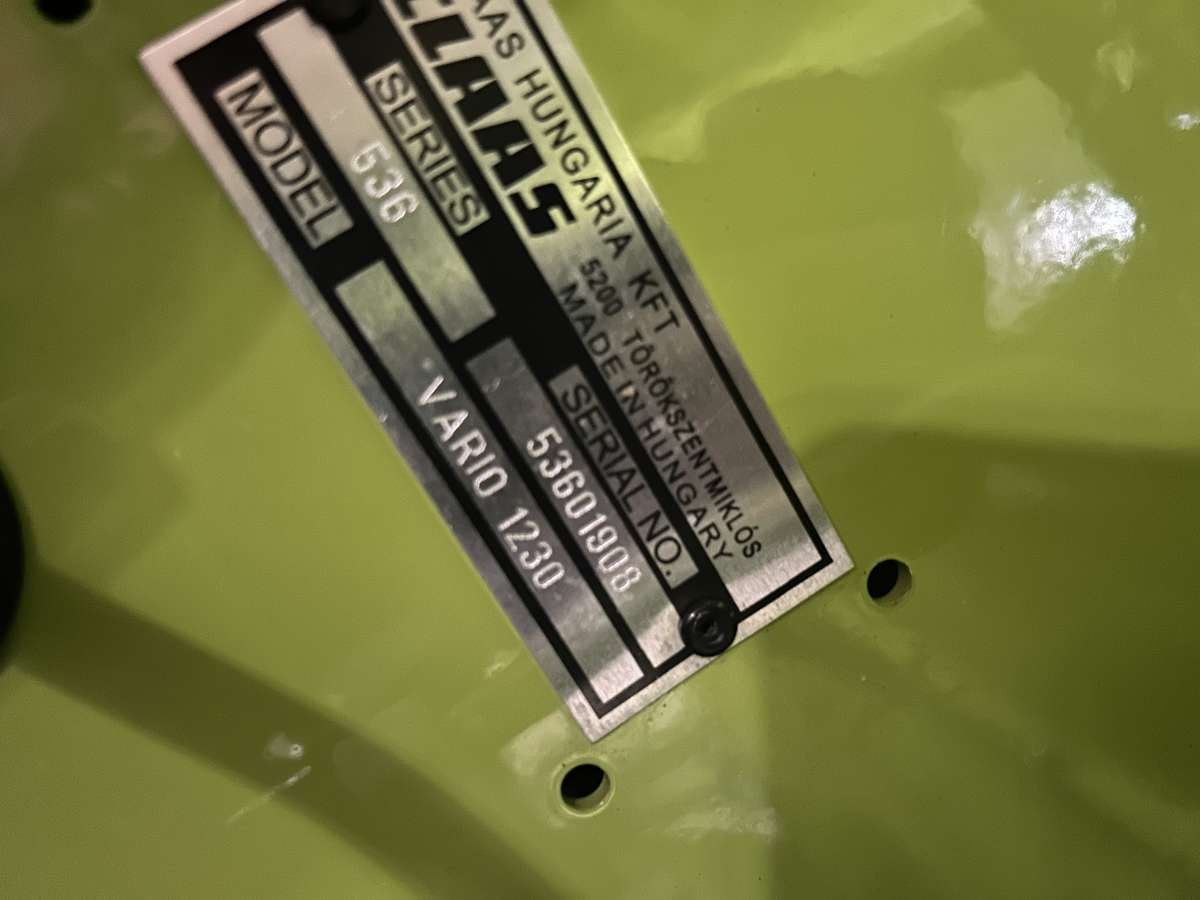 AAS HUNGARIA KFT
CLAAS
5200 TÖRÖKSZENTMIKLÓS
MADE IN HUNGARY
SERIES
SERIAL NO.
536
53601908
MODEL
VARIO 1230